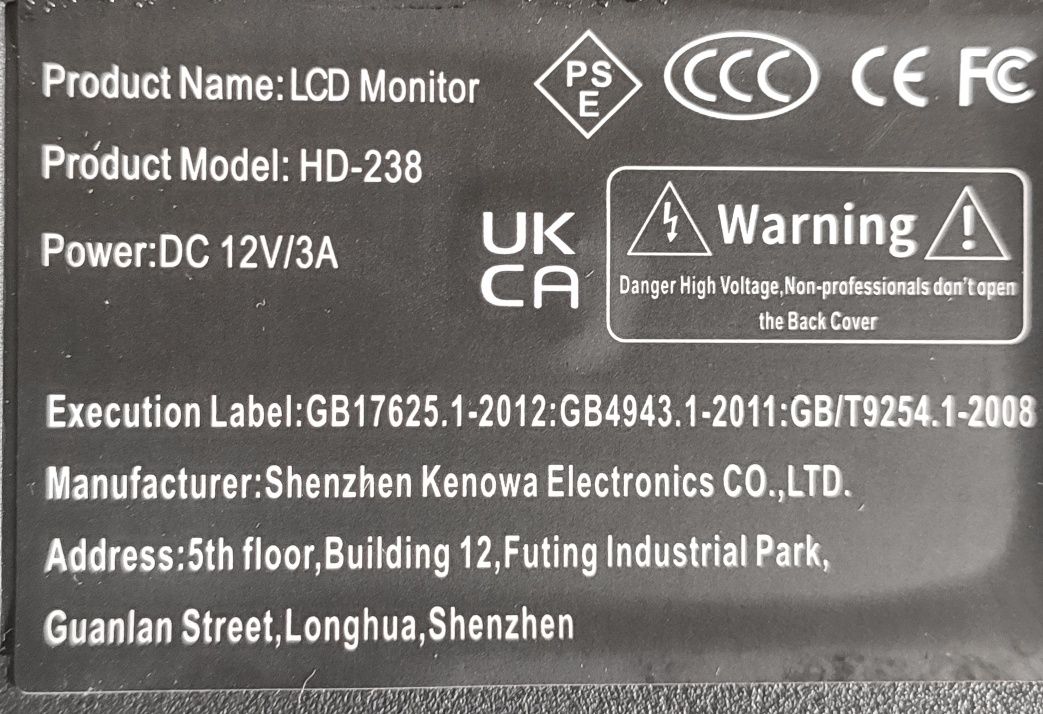 Product Name: LCD Monitor
PS
E
CCC
CE
FC
Product Model: HD-238
Power:DC 12V/3A
UK
CA
Warning
Danger High Voltage,Non-professionals don't open
the Back Cover
Execution Label:GB17625.1-2012:GB4943.1-2011:GB/T9254.1-2008
Manufacturer:Shenzhen Kenowa Electronics CO.,LTD.
Address:5th floor,Building 12,Futing Industrial Park,
Guanlan Street,Longhua,Shenzhen